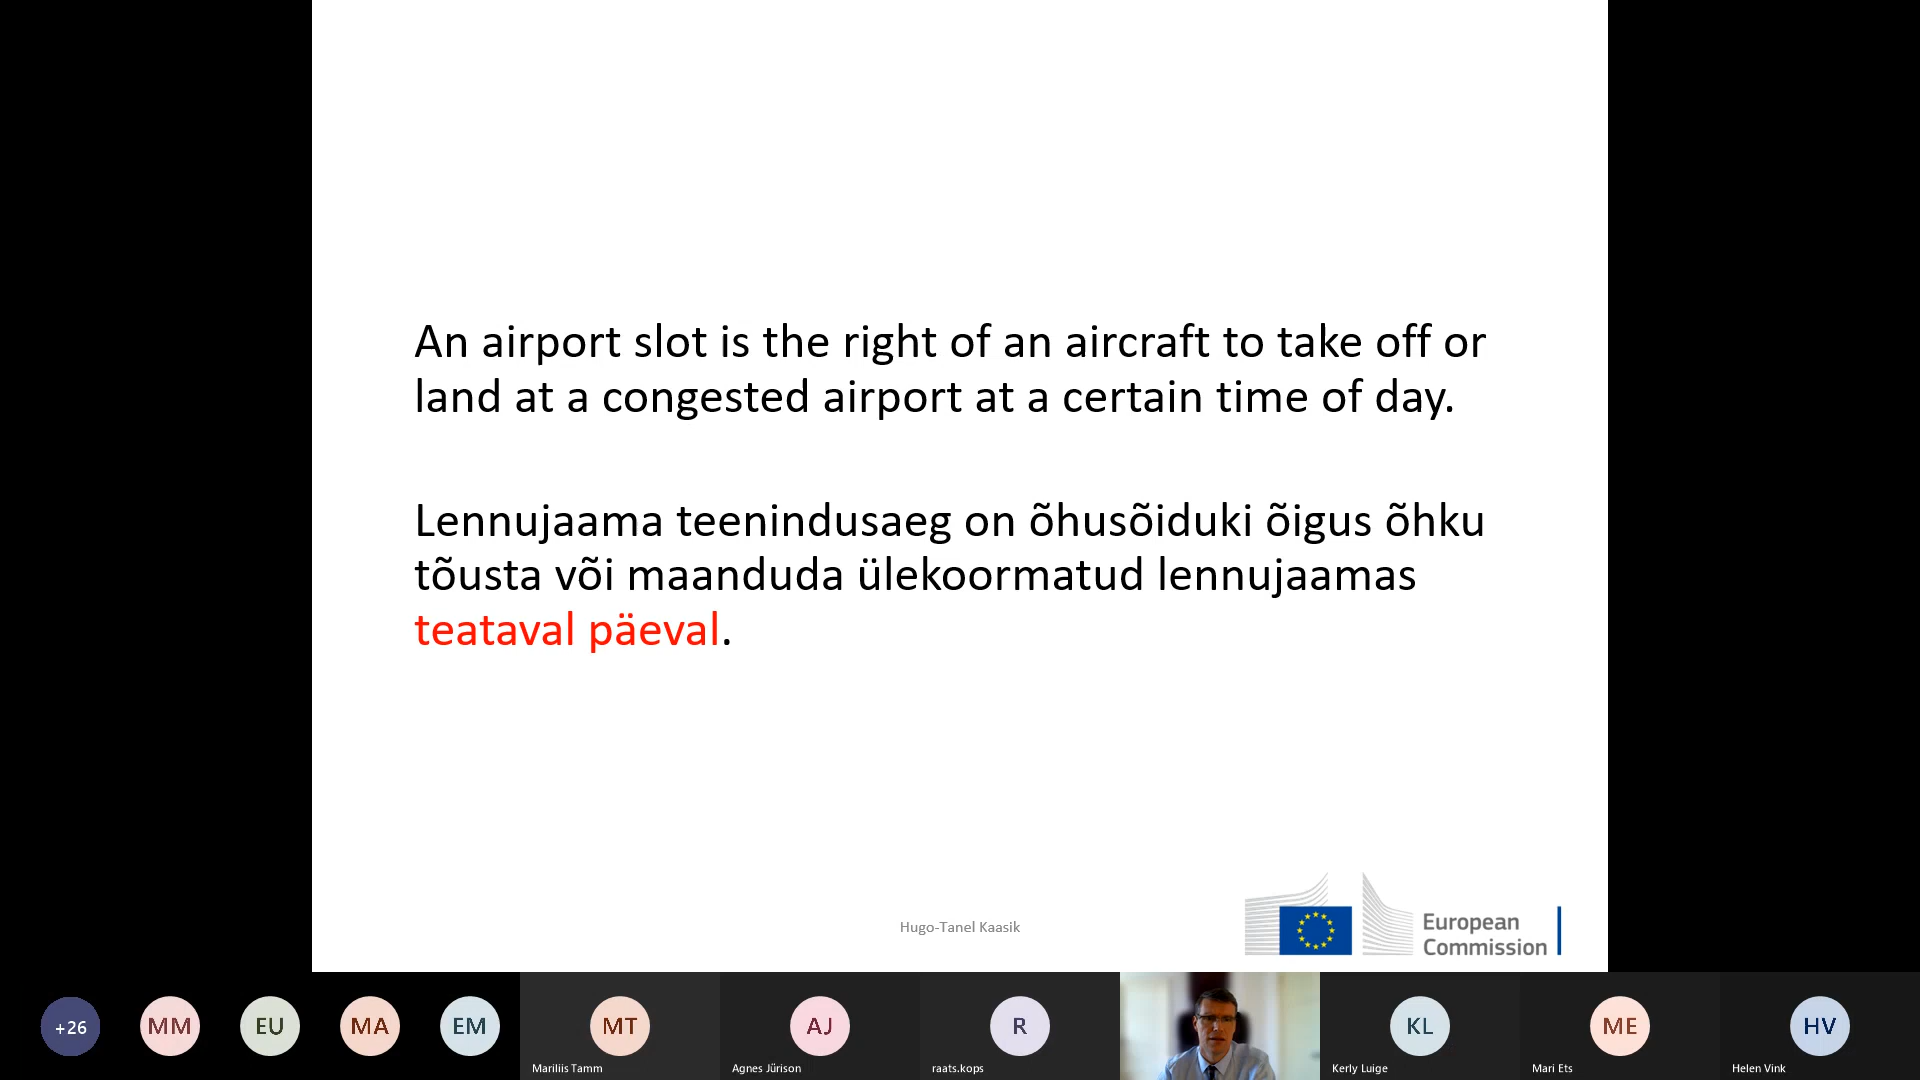 An airport slot is the right of an aircraft to take off or
land at a congested airport at a certain time of day.
Lennujaama teenindusaeg on õhusõiduki õigus õhku
tõusta või maanduda ülekoormatud lennujaamas
teataval päeval.
Hugo-Tanel Kaasik
European
Commission
+26
MM
EU
MA
EM
MT
Mariliis Tamm
AJ
Agnes Jürison
R
raats.kops
KL
Kerly Luige
ME
Mari Ets
HV
Helen Vink